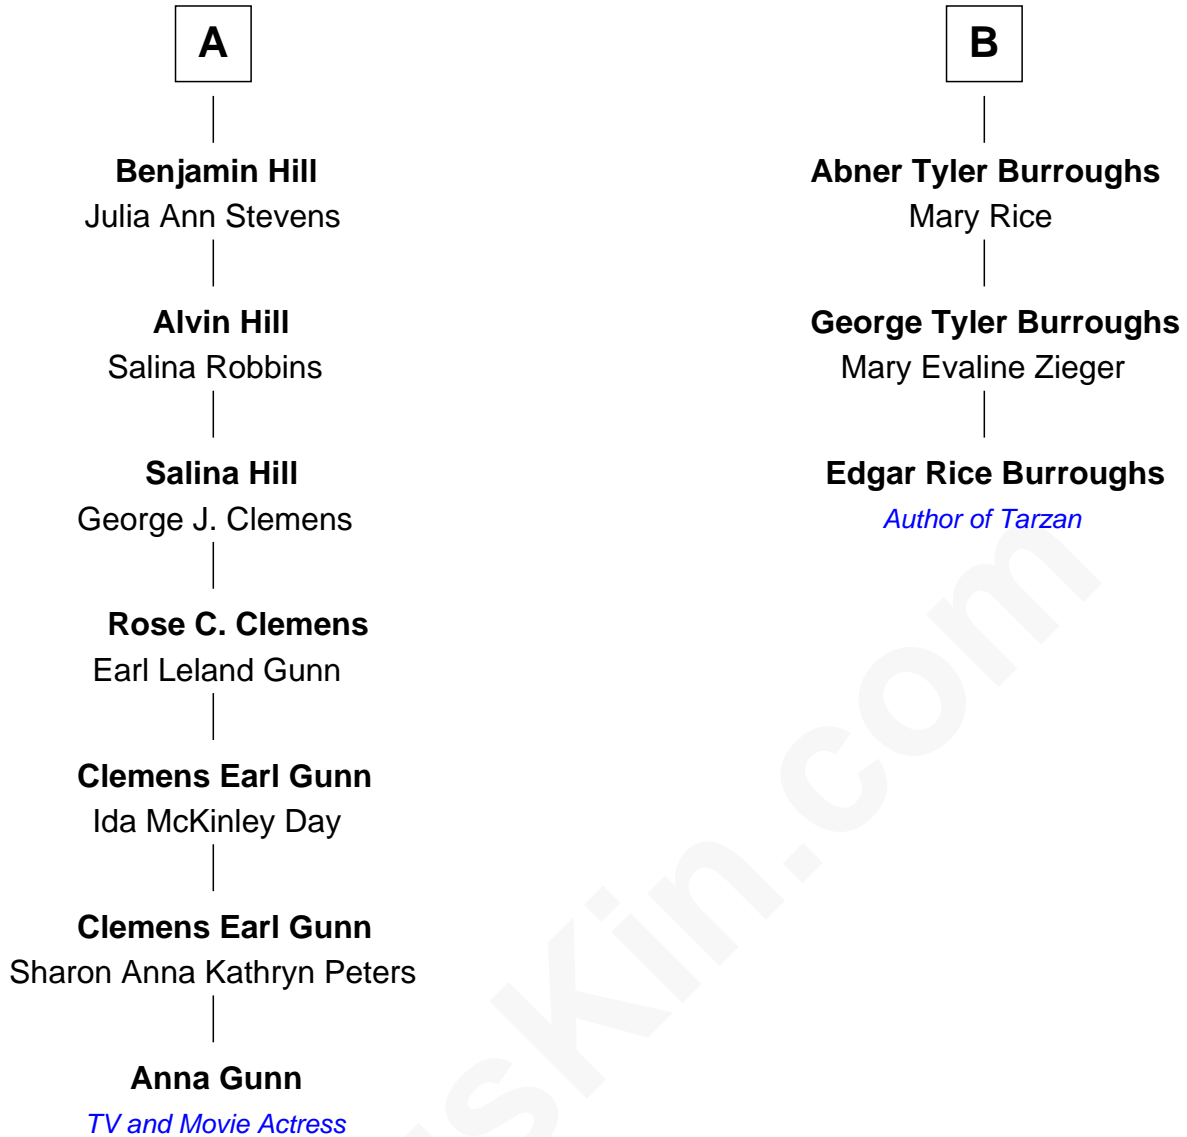 A
Benjamin Hill
Julia Ann Stevens
Alvin Hill
Salina Robbins
Salina Hill
George J. Clemens
Rose C. Clemens
Earl Leland Gunn
Clemens Earl Gunn
Ida McKinley Day
Clemens Earl Gunn
Sharon Anna Kathryn Peters
Anna Gunn
TV and Movie Actress
B
Abner Tyler Burroughs
Mary Rice
George Tyler Burroughs
Mary Evaline Zieger
Edgar Rice Burroughs
Author of Tarzan